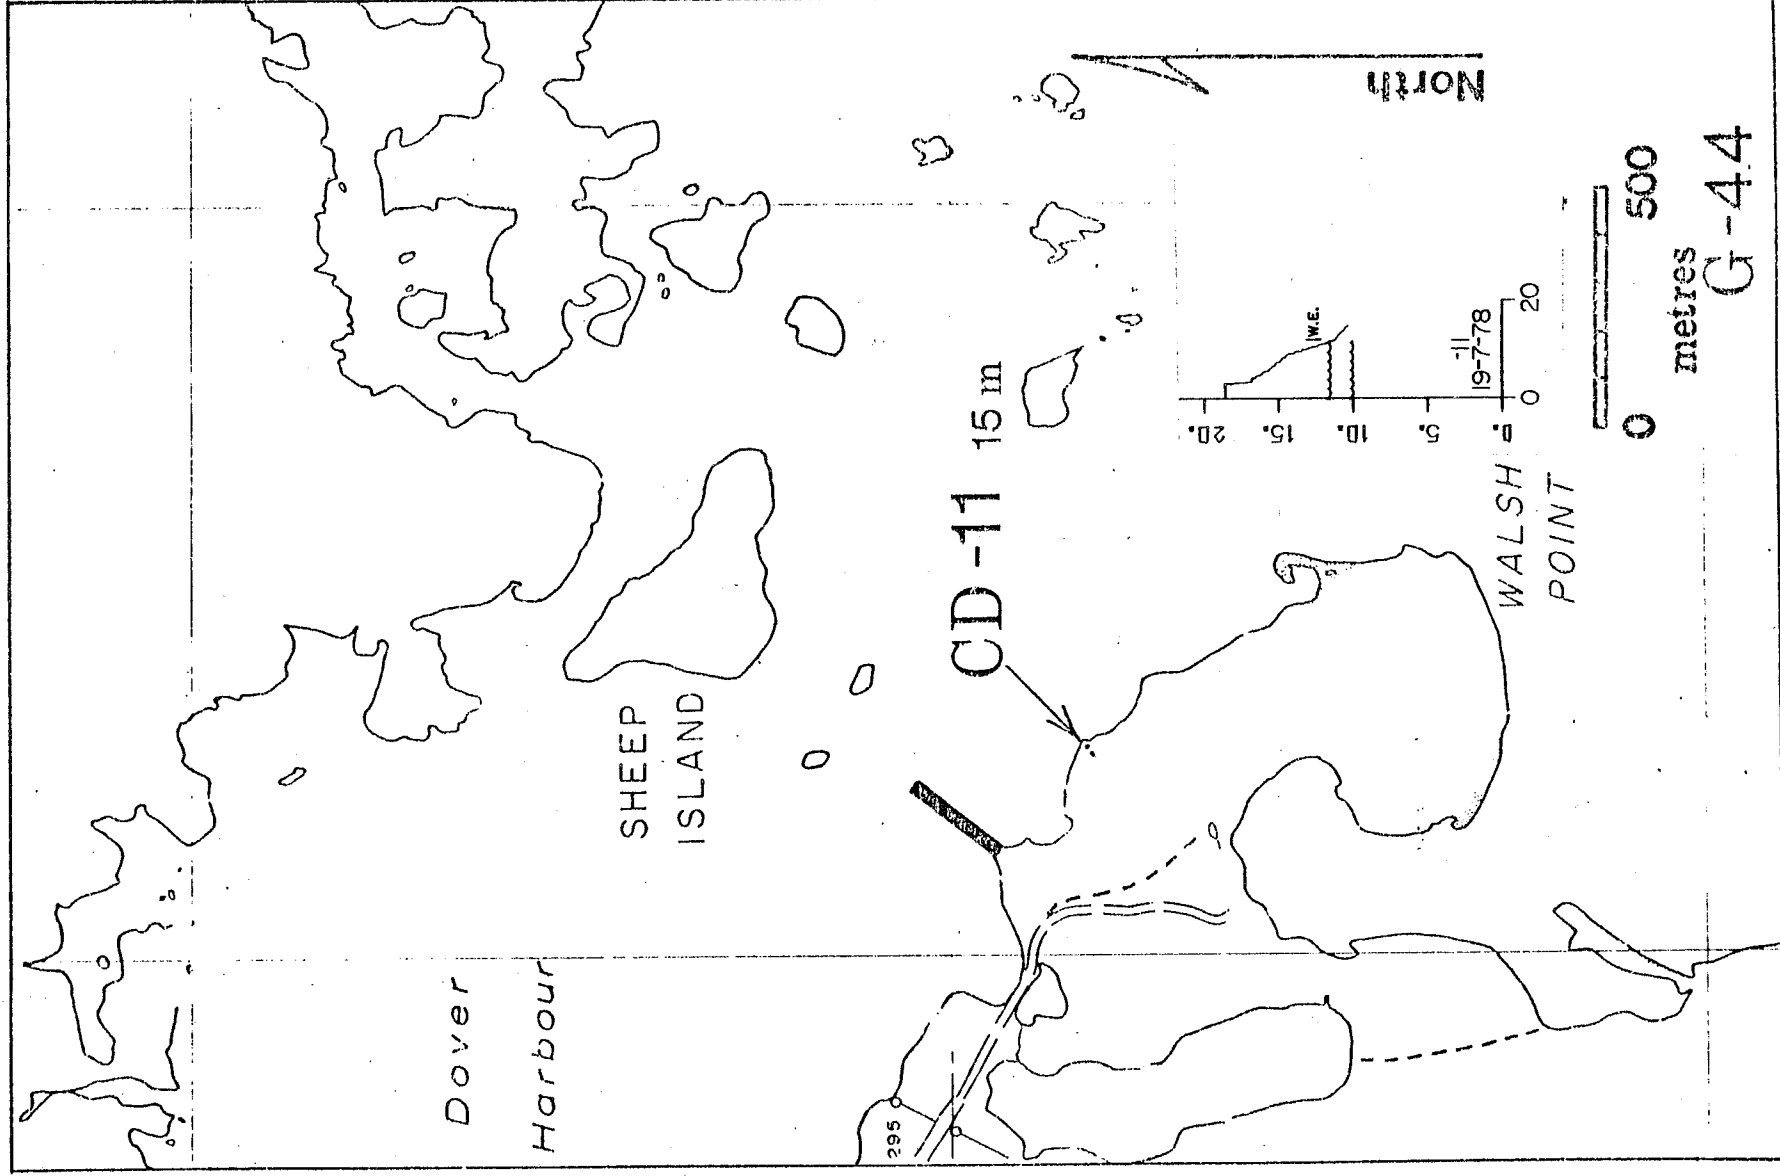 North
SHEEP
ISLAND
Dover
Harbour
CD-11 15 m
295
WALSH
POINT
20.
15.
10.
5.
0.
W.E.
-11
19-7-78
0 20
0 500
metres
G-44